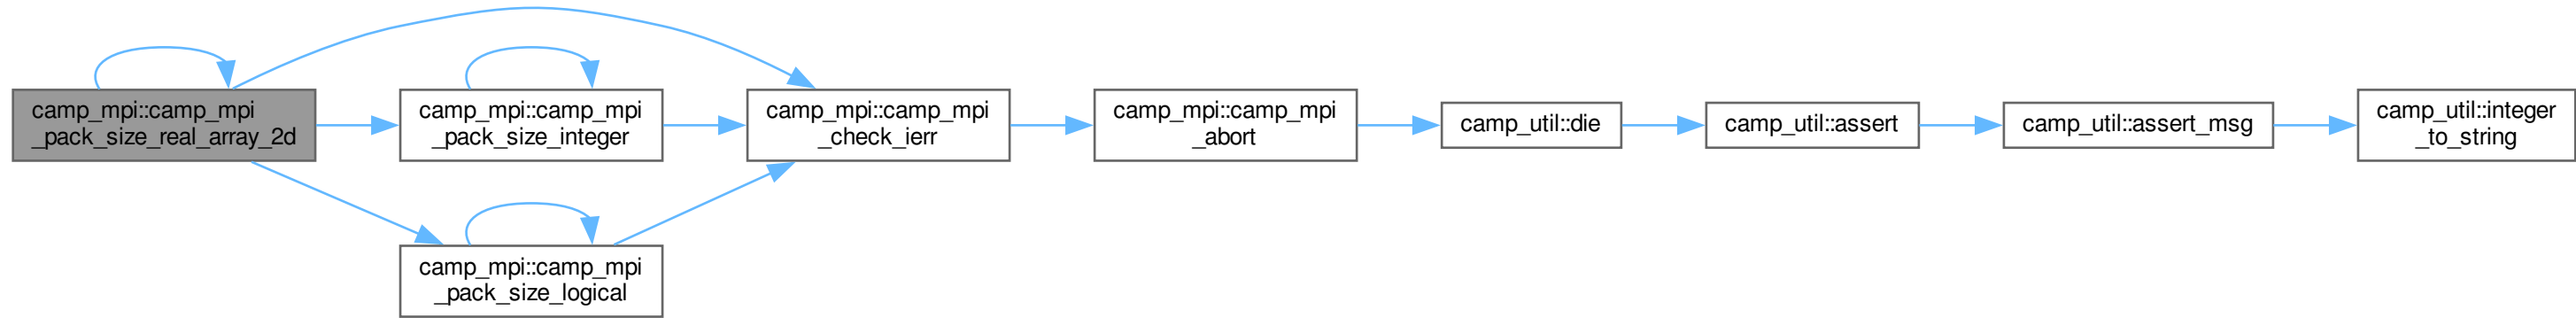 camp_mpi::camp_mpi
_pack_size_real_array_2d
camp_mpi::camp_mpi
_pack_size_integer
camp_mpi::camp_mpi
_check_ierr
camp_mpi::camp_mpi
_abort
camp_util::die
camp_util::assert
camp_util::assert_msg
camp_util::integer
_to_string
camp_mpi::camp_mpi
_pack_size_logical